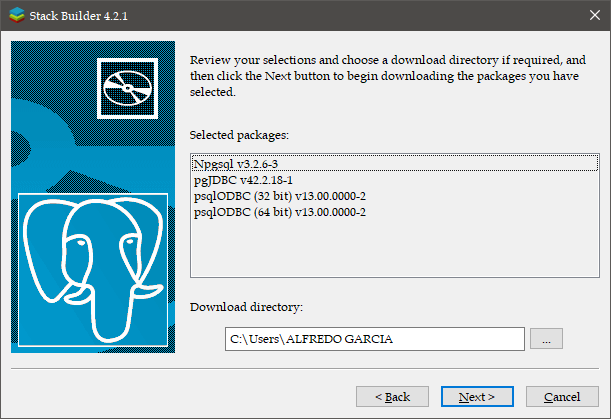 Stack Builder 4.2.1
Review your selections and choose a download directory if required, and
then click the Next button to begin downloading the packages you have
selected.
Selected packages:
Npgsql v3.2.6-3
pgJDBC v42.2.18-1
psqlODBC (32 bit) v13.00.0000-2
psqlODBC (64 bit) v13.00.0000-2
Download directory:
C:\Users\ALFREDO GARCIA
...
< Back
Next >
Cancel